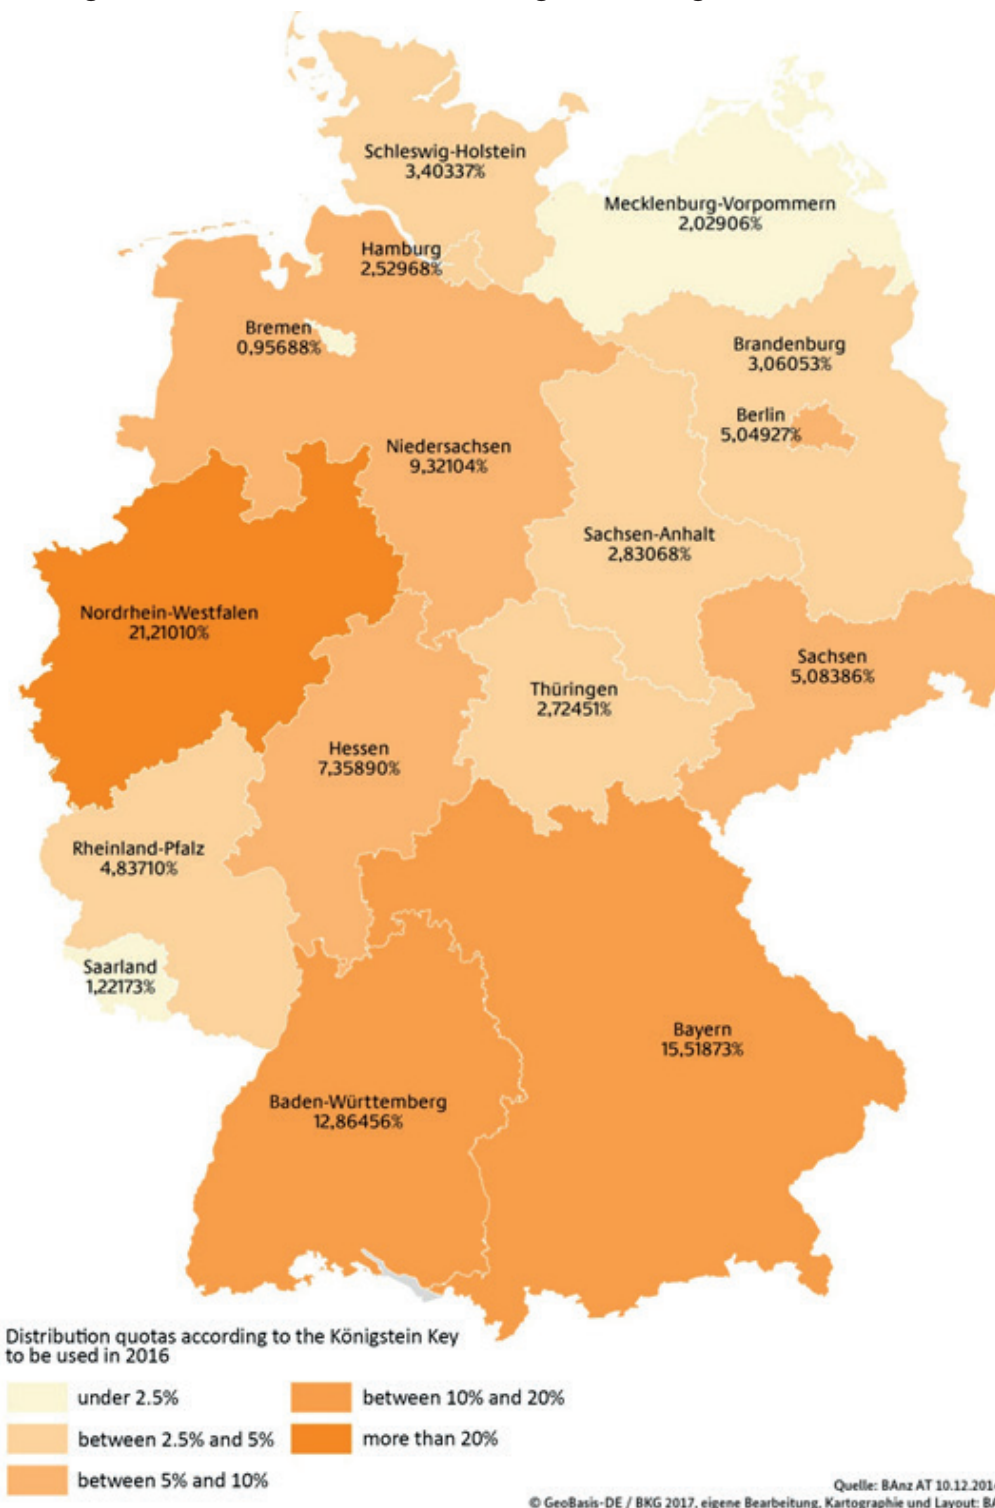 Schleswig-Holstein
3,40337%
Mecklenburg-Vorpommern
2,02906%
Hamburg
2,52968%
Bremen
0,95688%
Brandenburg
3,06053%
Berlin
5,04927%
Niedersachsen
9,32104%
Sachsen-Anhalt
2,83068%
Nordrhein-Westfalen
21,21010%
Sachsen
5,08386%
Thüringen
2,72451%
Hessen
7,35890%
Rheinland-Pfalz
4,83710%
Saarland
1,22173%
Bayern
15,51873%
Baden-Württemberg
12,86456%
Distribution quotas according to the Königstein Key
to be used in 2016
under 2.5%
between 2.5% and 5%
between 5% and 10%
between 10% and 20%
more than 20%
Quelle: BAnz AT 10.12.201
© GeoBasis-DE / BKG 2017, eigene Bearbeitung, Kartographie und Layout: